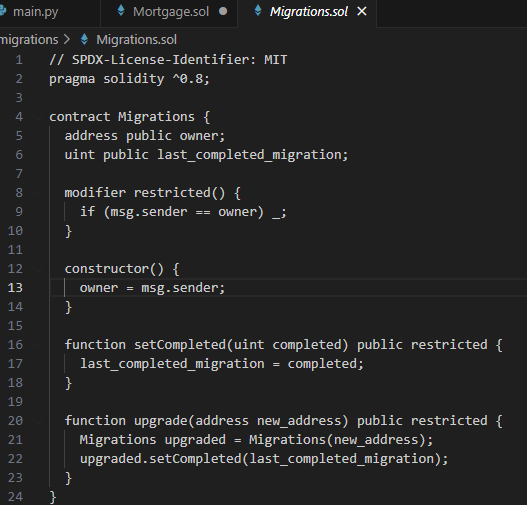 main.py Mortgage.sol Migrations.sol
migrations > Migrations.sol
1 // SPDX-License-Identifier: MIT
2 pragma solidity ^0.8;
3
4 contract Migrations {
5 address public owner;
6 uint public last_completed_migration;
7
8 modifier restricted() {
9 if (msg.sender == owner) _;
10 }
11
12 constructor() {
13 owner = msg.sender;
14 }
15
16 function setCompleted(uint completed) public restricted {
17 last_completed_migration = completed;
18 }
19
20 function upgrade(address new_address) public restricted {
21 Migrations upgraded = Migrations(new_address);
22 upgraded.setCompleted(last_completed_migration);
23 }
24 }